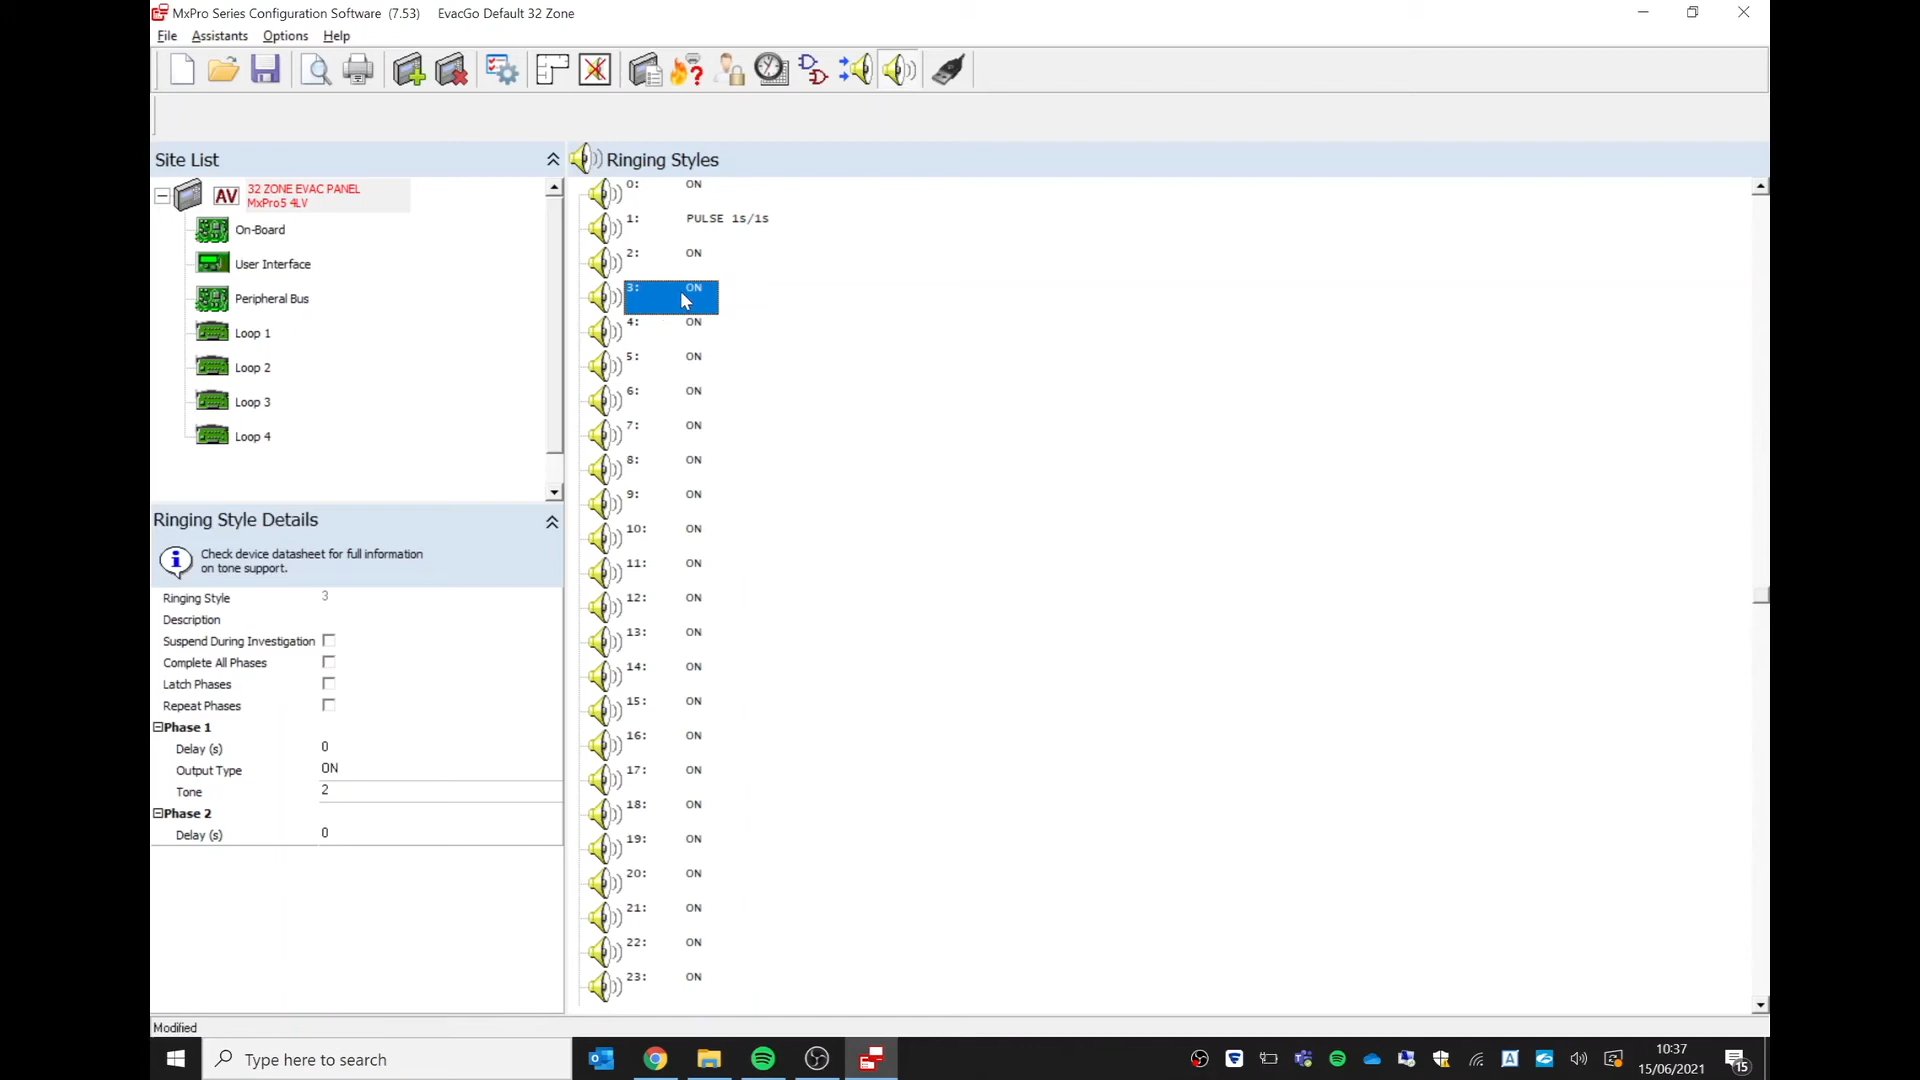 MxPro Series Configuration Software (7.53) EvacGo Default 32 Zone
File Assistants Options Help
Site List
AV 32 ZONE EVAC PANEL
MxPro5 4LV
On-Board
User Interface
Peripheral Bus
Loop 1
Loop 2
Loop 3
Loop 4
Ringing Style Details
Check device datasheet for full information
on tone support.
Ringing Style 3
Description
Suspend During Investigation
Complete All Phases
Latch Phases
Repeat Phases
Phase 1
Delay (s) 0
Output Type ON
Tone 2
Phase 2
Delay (s) 0
Ringing Styles
0: ON
1: PULSE 1s/1s
2: ON
3: ON
4: ON
5: ON
6: ON
7: ON
8: ON
9: ON
10: ON
11: ON
12: ON
13: ON
14: ON
15: ON
16: ON
17: ON
18: ON
19: ON
20: ON
21: ON
22: ON
23: ON
Modified
Type here to search
A
10:37
15/06/2021
15